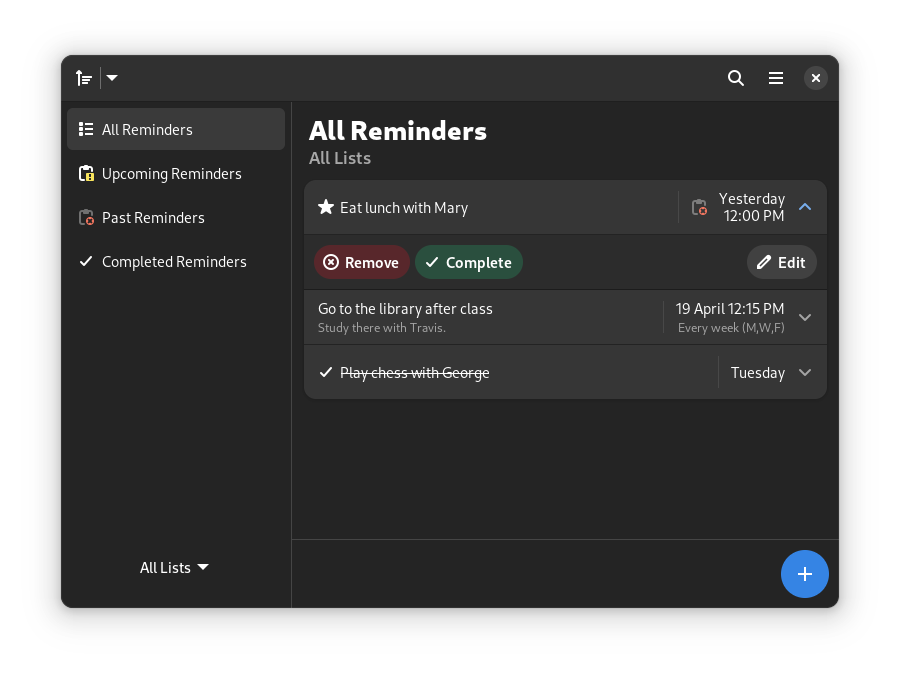 All Reminders
Upcoming Reminders
Past Reminders
Completed Reminders
All Lists
All Reminders
All Lists
Eat lunch with Mary
Yesterday
12:00 PM
Remove
Complete
Edit
Go to the library after class
19 April 12:15 PM
Study there with Travis.
Every week (M,W,F)
Play chess with George
Tuesday